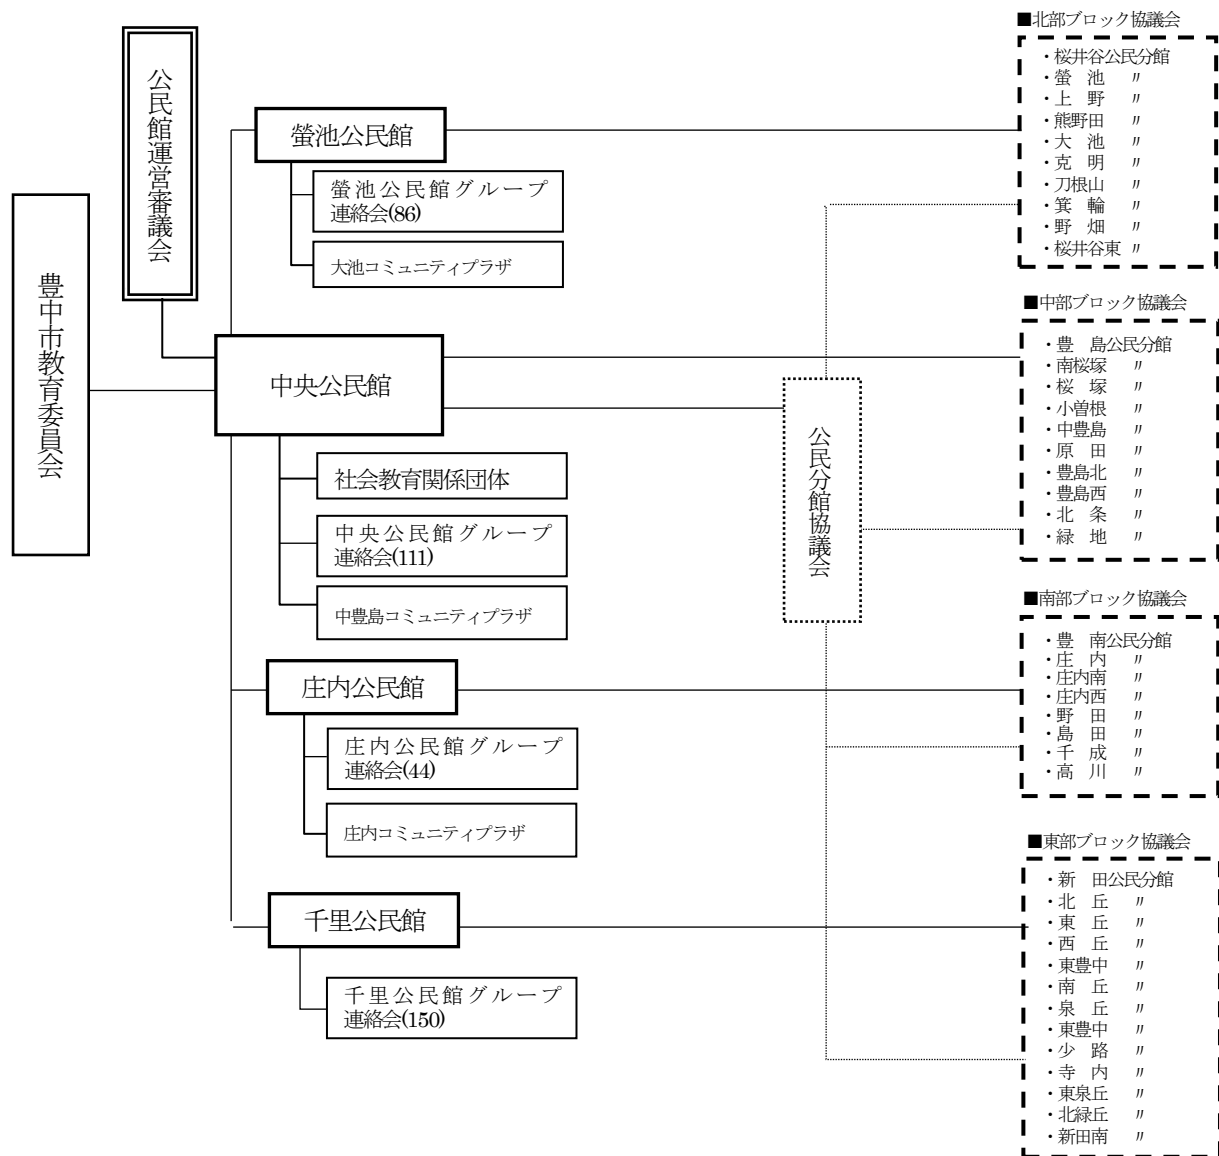 豊中市教育委員会
公民館運営審議会
螢池公民館
螢池公民館グループ
連絡会(86)
大池コミュニティプラザ
中央公民館
社会教育関係団体
中央公民館グループ
連絡会(111)
中豊島コミュニティプラザ
庄内公民館
庄内公民館グループ
連絡会(44)
庄内コミュニティプラザ
千里公民館
千里公民館グループ
連絡会(150)
公民分館協議会
■北部ブロック協議会
・桜井谷公民分館
・螢　池　〃
・上　野　〃
・熊野田　〃
・大　池　〃
・克　明　〃
・刀根山　〃
・箕　輪　〃
・野　畑　〃
・桜井谷東 〃
■中部ブロック協議会
・豊　島公民分館
・南桜塚　〃
・桜　塚　〃
・小曽根　〃
・中豊島　〃
・原　田　〃
・豊島北　〃
・豊島西　〃
・北　条　〃
・緑　地　〃
■南部ブロック協議会
・豊　南公民分館
・庄　内　〃
・庄内南　〃
・庄内西　〃
・野　田　〃
・島　田　〃
・千　成　〃
・高　川　〃
■東部ブロック協議会
・新　田公民分館
・北　丘　〃
・東　丘　〃
・西　丘　〃
・東豊中　〃
・南　丘　〃
・泉　丘　〃
・東豊中　〃
・少　路　〃
・寺　内　〃
・東泉丘　〃
・北緑丘　〃
・新田南　〃